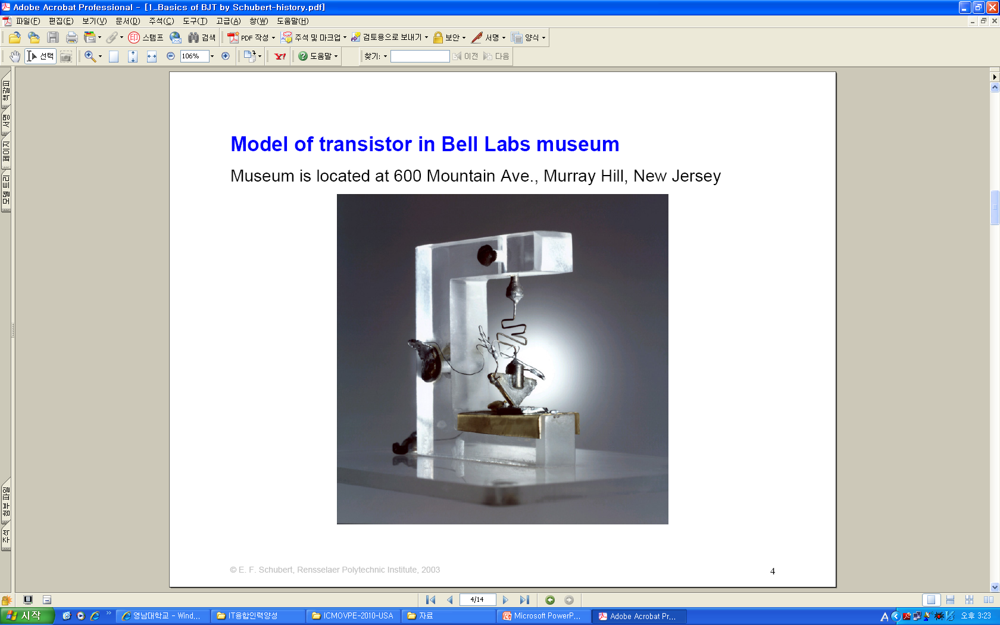 Adobe Acrobat Professional - [1_Basics of BJT by Schubert-history.pdf]
파일(F) 편집(E) 보기(V) 문서(D) 주석(C) 도구(T) 고급(A) 창(W) 도움말(H)
스탬프 검색 PDF 작성 주석 및 마크업 검토용으로 보내기 보안 서명 양식
선택 106% Y! 도움말 찾기: 이전 다음
책갈피
서명
페이지
모델 트리
첨부 파일
주석
Model of transistor in Bell Labs museum
Museum is located at 600 Mountain Ave., Murray Hill, New Jersey
© E. F. Schubert, Rensselaer Polytechnic Institute, 2003
4
4/14
시작 영남대학교 - Wind... IT융합인력양성 ICMOVPE-2010-USA 자료 Microsoft PowerP... Adobe Acrobat Pr... A 오후 3:23